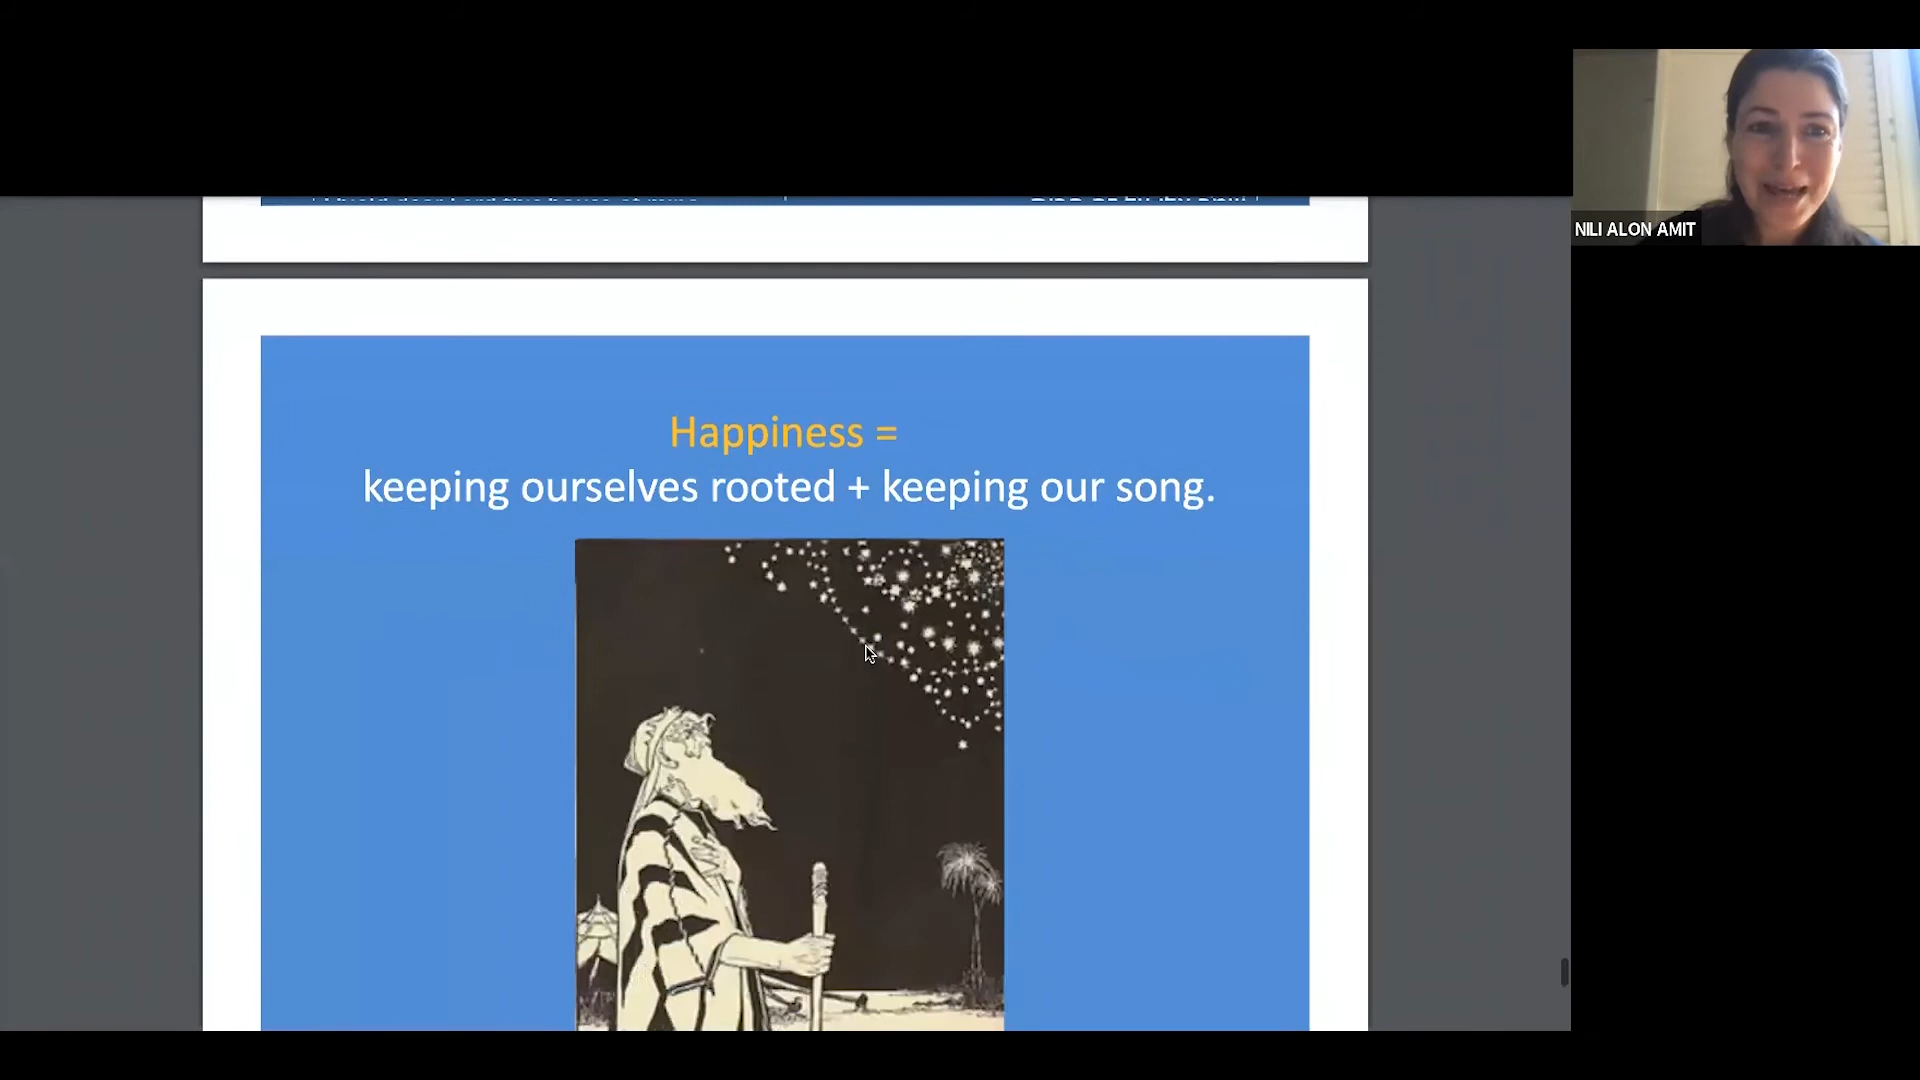 NILI ALON AMIT
Happiness =
keeping ourselves rooted + keeping our song.